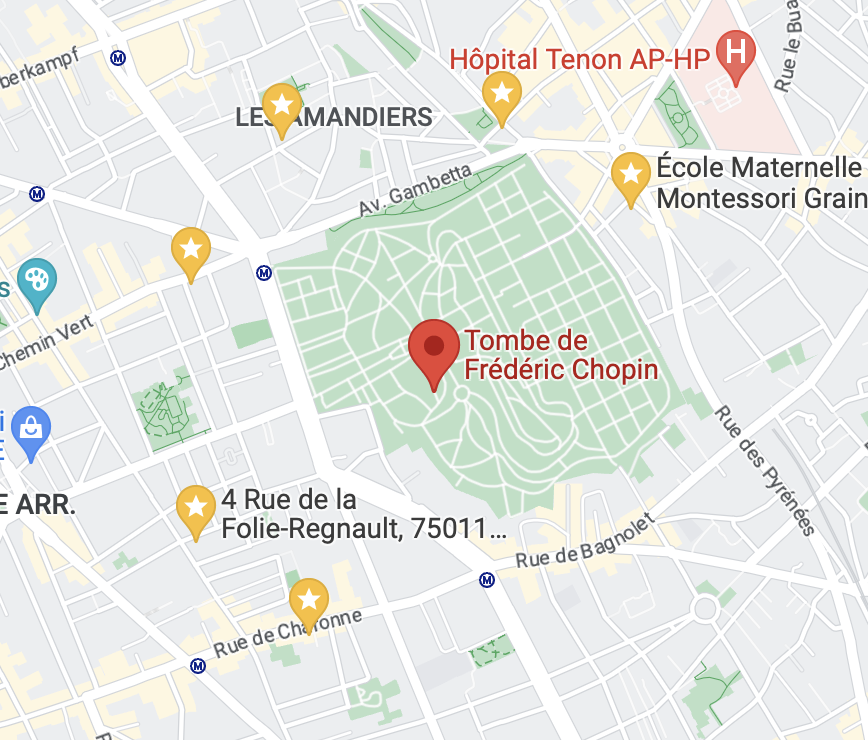 berkampf
Hôpital Tenon AP-HP
H
Rue le Bua
LES AMANDIERS
M
M
Av. Gambetta
École Maternelle
Montessori Grain
M
S
Chemin Vert
Tombe de
Frédéric Chopin
i
E
E ARR.
4 Rue de la
Folie-Regnault, 75011...
Rue des Pyrénées
Rue de Bagnolet
M
Rue de Charonne
M
R